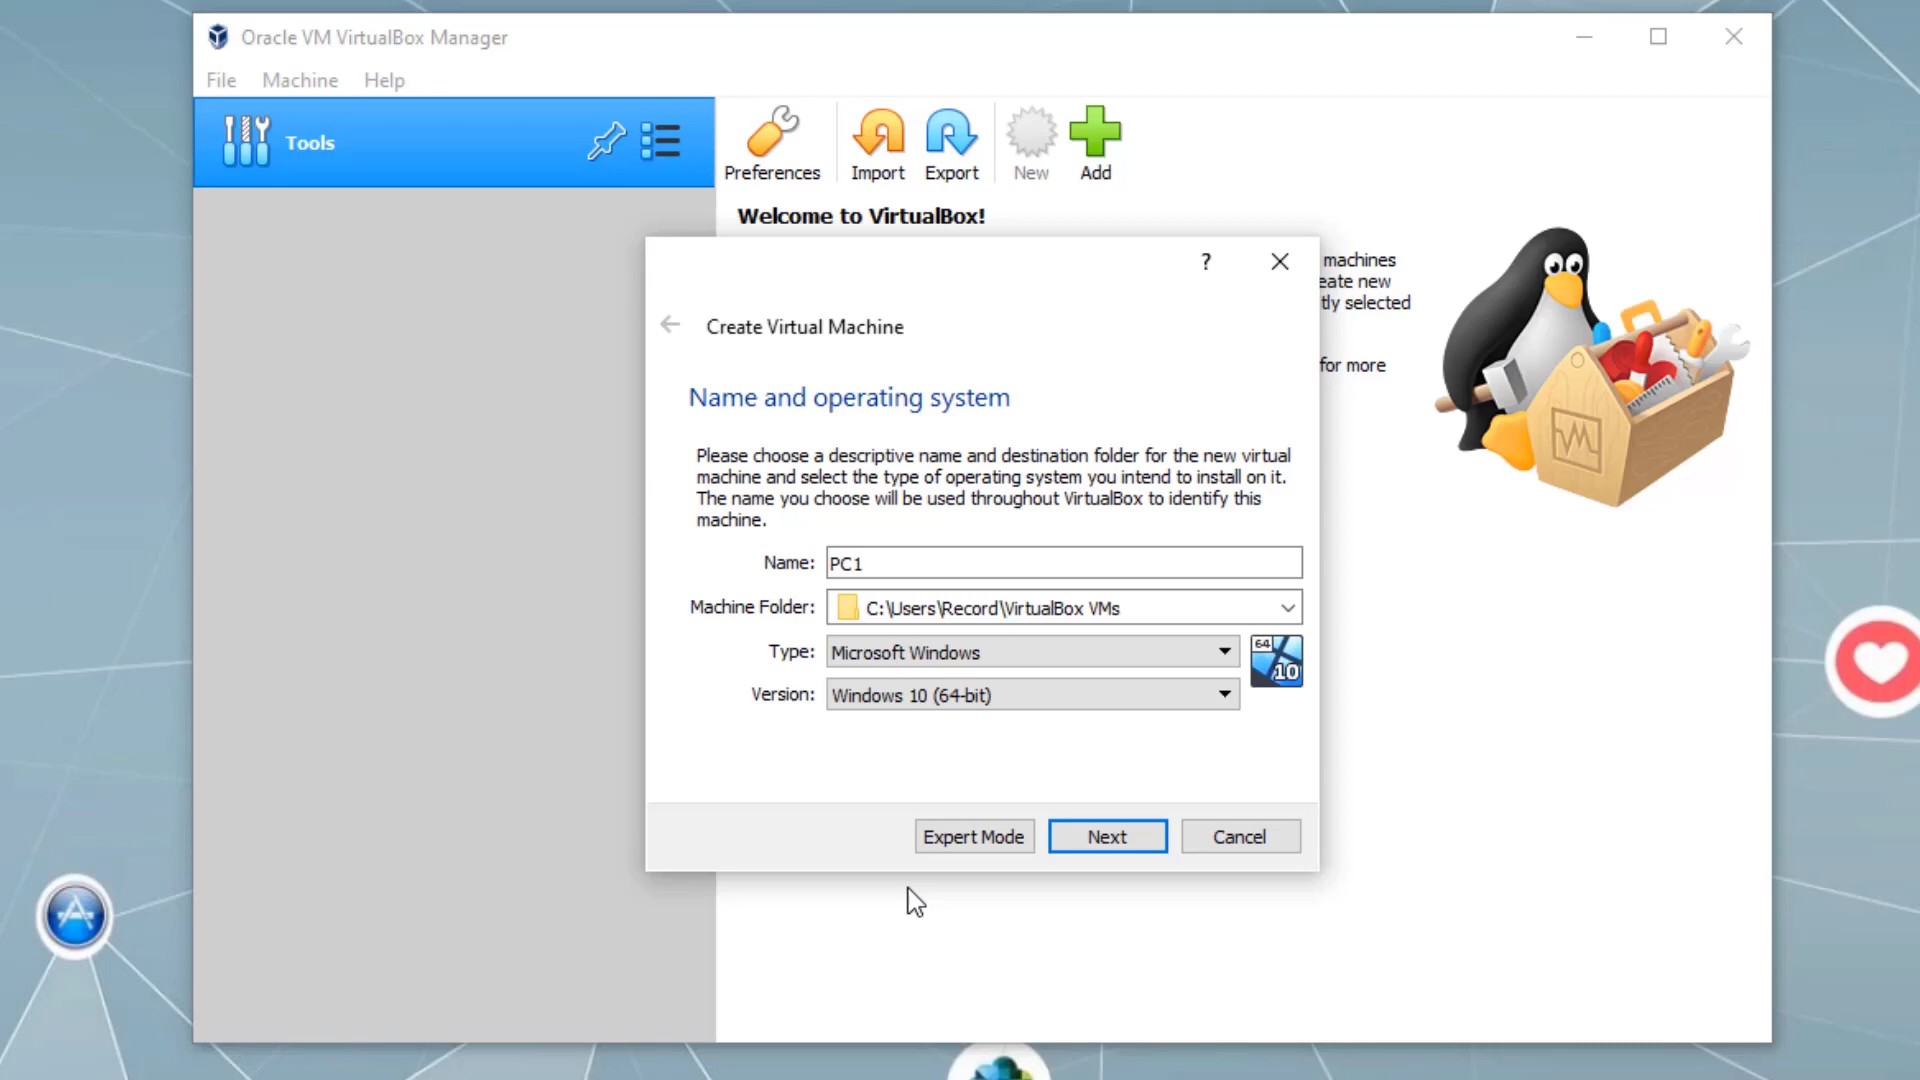 Oracle VM VirtualBox Manager
File Machine Help
Tools
Preferences Import Export New Add
Welcome to VirtualBox!
machines
eate new
tly selected
for more
?
Create Virtual Machine
Name and operating system
Please choose a descriptive name and destination folder for the new virtual
machine and select the type of operating system you intend to install on it.
The name you choose will be used throughout VirtualBox to identify this
machine.
Name: PC1
Machine Folder: C:\Users\Record\VirtualBox VMs
Type: Microsoft Windows
64
10
Version: Windows 10 (64-bit)
Expert Mode Next Cancel